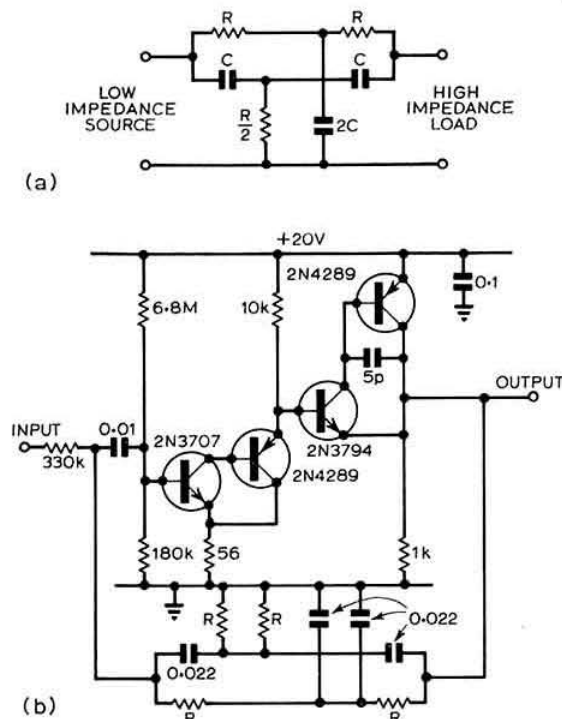 R R
C C
LOW
IMPEDANCE
SOURCE
HIGH
IMPEDANCE
LOAD
R
2
2C
(a)
+20V
2N4289
6·8M
10k
0·1
5p
OUTPUT
INPUT
0·01
330k
2N3707
2N3794
2N4289
180k
56
1k
R R
0·022
0·022
R R
(b)